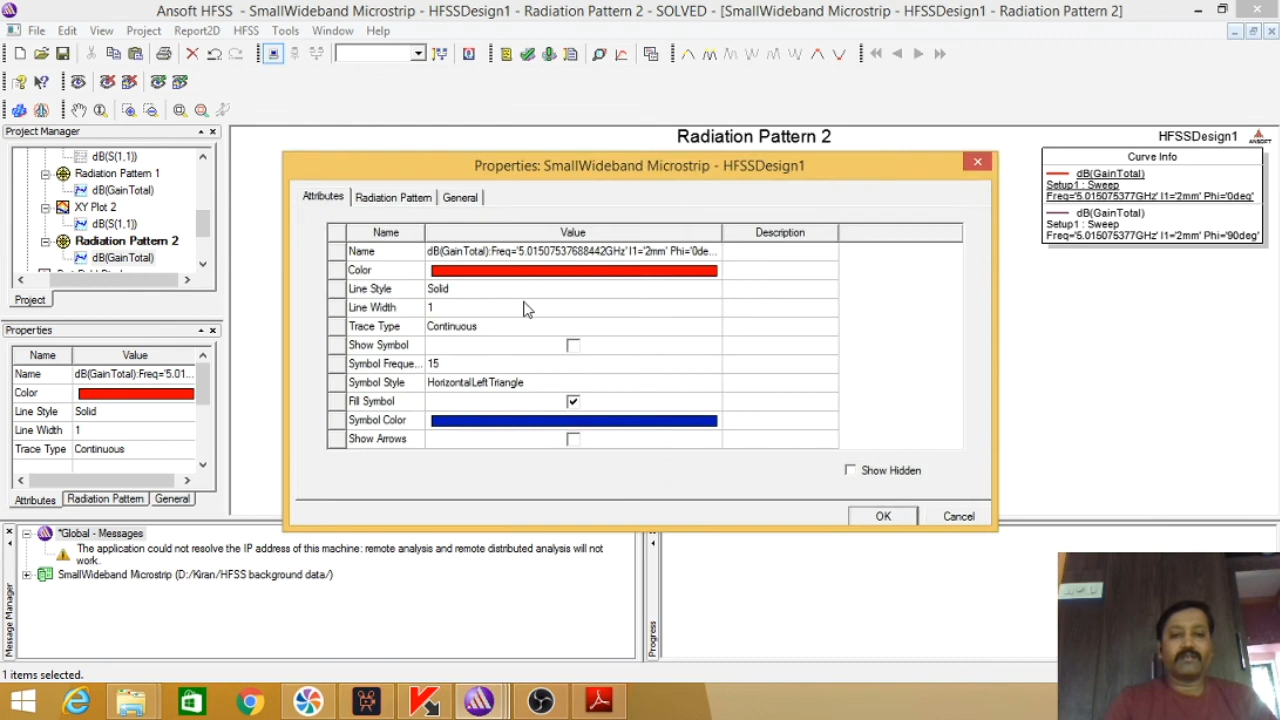 Ansoft HFSS - SmallWideband Microstrip - HFSSDesign1 - Radiation Pattern 2 - SOLVED - [SmallWideband Microstrip - HFSSDesign1 - Radiation Pattern 2]
File Edit View Project Report2D HFSS Tools Window Help
Project Manager
dB(S(1,1))
Radiation Pattern 1
dB(GainTotal)
XY Plot 2
dB(S(1,1))
Radiation Pattern 2
dB(GainTotal)
Project
Properties
Name Value
Name dB(GainTotal):Freq='5.01...
Color
Line Style Solid
Line Width 1
Trace Type Continuous
Attributes Radiation Pattern General
Radiation Pattern 2
HFSSDesign1
ANSOFT
Curve Info
dB(GainTotal)
Setup1 : Sweep
Freq='5.015075377GHz' l1='2mm' Phi='0deg'
dB(GainTotal)
Setup1 : Sweep
Freq='5.015075377GHz' l1='2mm' Phi='90deg'
Properties: SmallWideband Microstrip - HFSSDesign1
Attributes Radiation Pattern General
Name Value Description
Name dB(GainTotal):Freq='5.01507537688442GHz' l1='2mm' Phi='0de...
Color
Line Style Solid
Line Width 1
Trace Type Continuous
Show Symbol
Symbol Freque... 15
Symbol Style HorizontalLeftTriangle
Fill Symbol
Symbol Color
Show Arrows
Show Hidden
OK Cancel
Message Manager
*Global - Messages
The application could not resolve the IP address of this machine: remote analysis and remote distributed analysis will not
work.
SmallWideband Microstrip (D:/Kiran/HFSS background data/)
Progress
1 items selected.